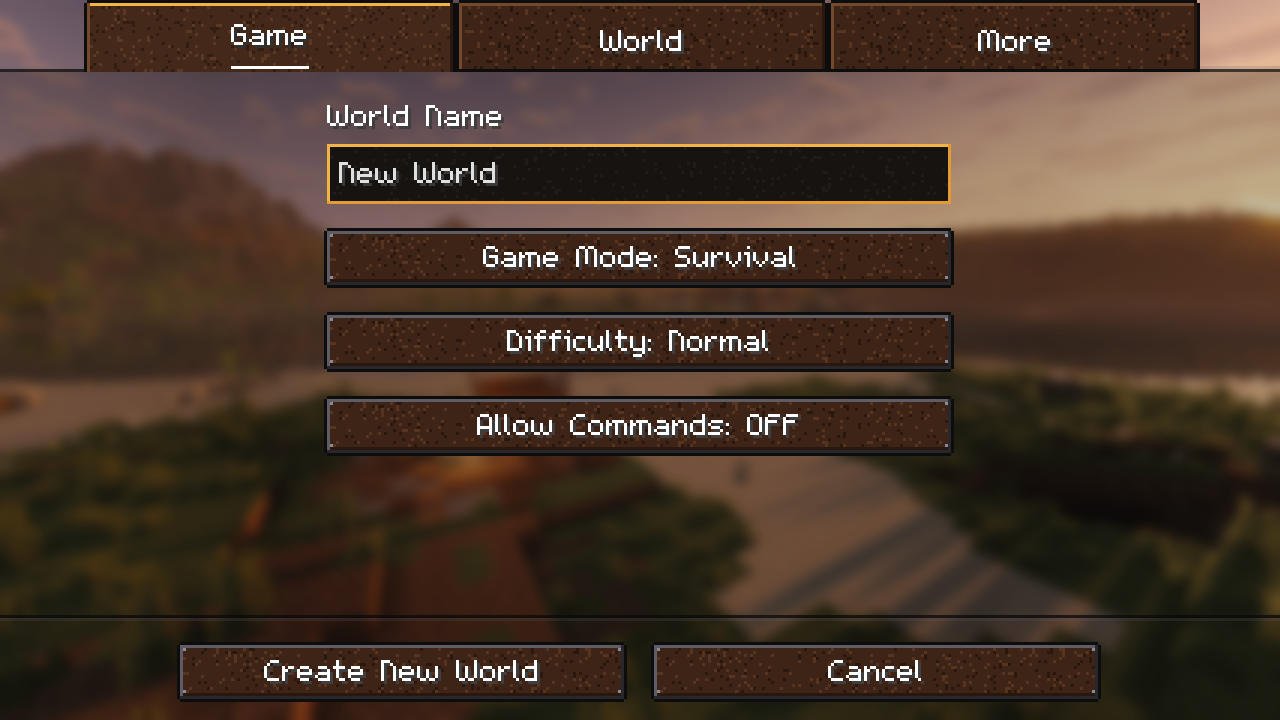 Game
World
More
World Name
New World
Game Mode: Survival
Difficulty: Normal
Allow Commands: OFF
Create New World
Cancel